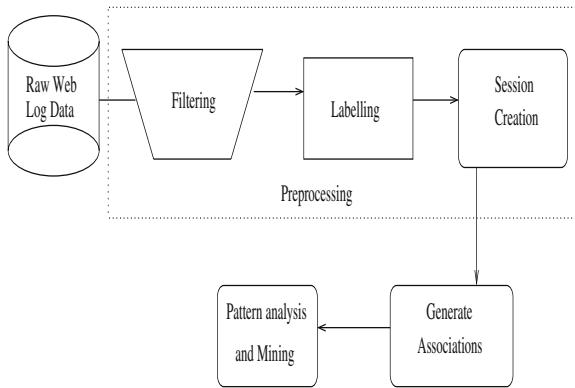 Raw Web
Log Data
Filtering
Labelling
Session
Creation
Preprocessing
Pattern analysis
and Mining
Generate
Associations